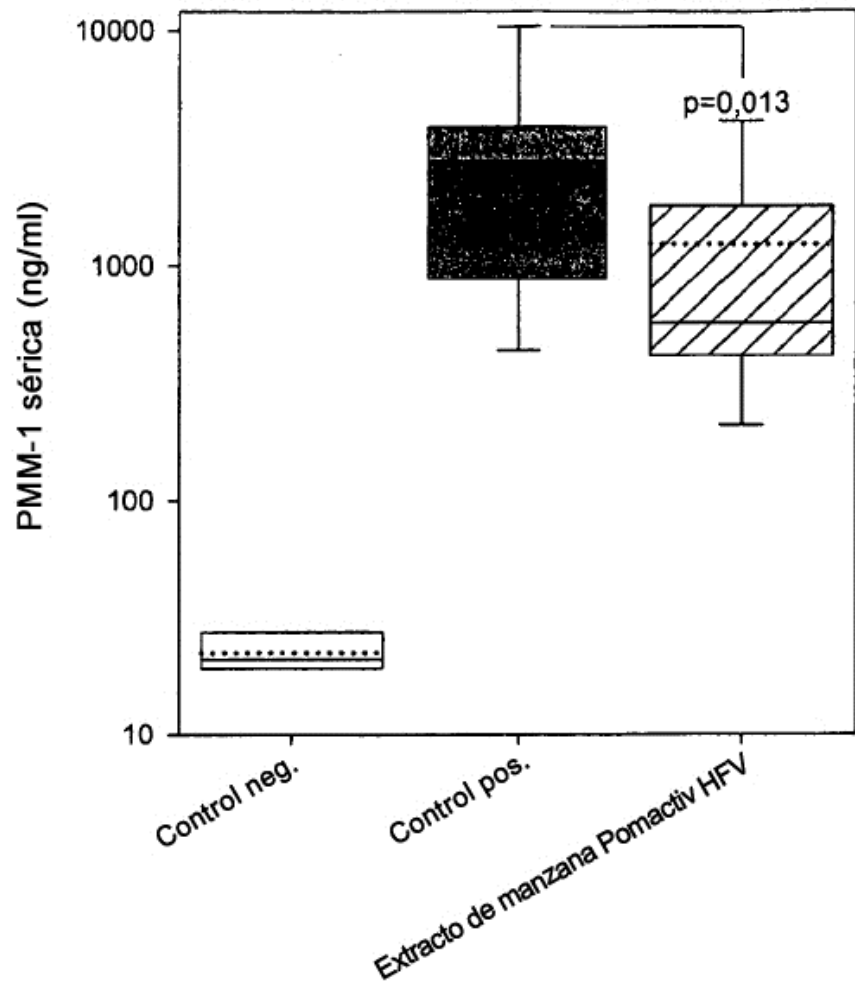 PMM-1 sérica (ng/ml)
10000
1000
100
10
p=0,013
Control neg.
Control pos.
Extracto de manzana Pomactiv HFV